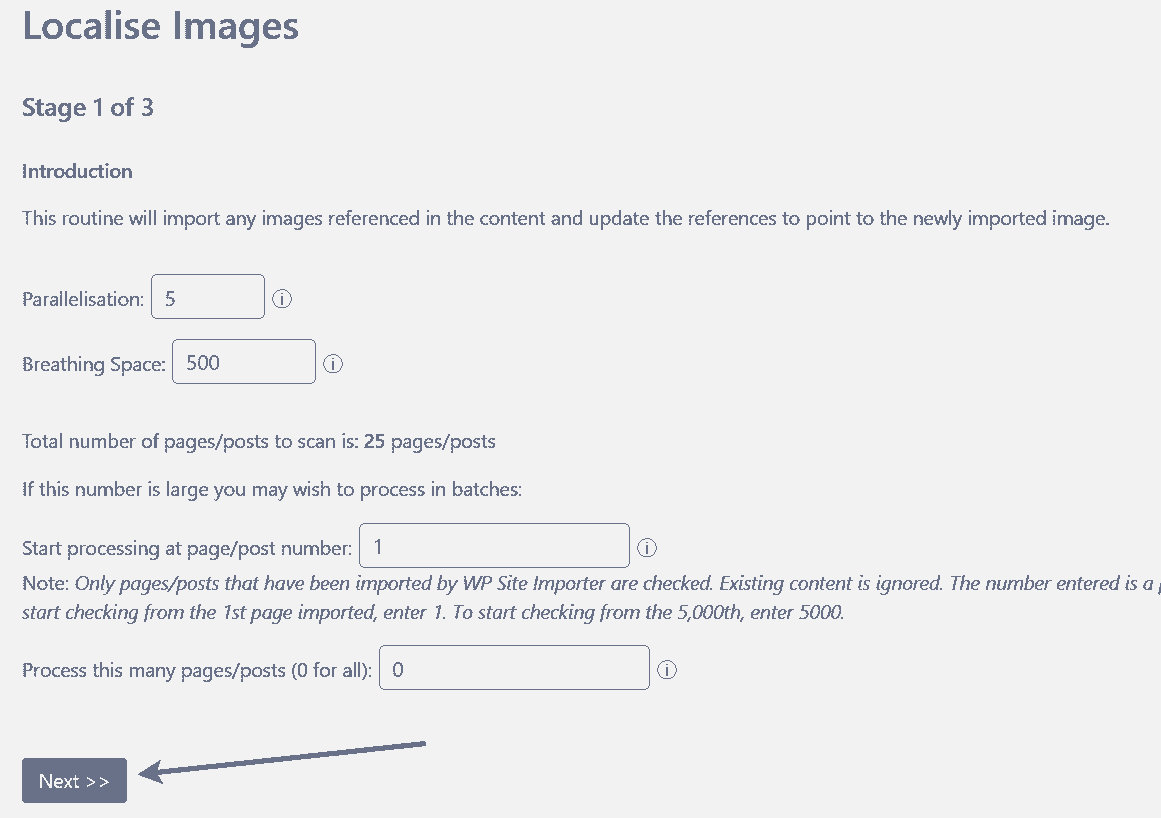 Localise Images
Stage 1 of 3
Introduction
This routine will import any images referenced in the content and update the references to point to the newly imported image.
Parallelisation: 5
Breathing Space: 500
Total number of pages/posts to scan is: 25 pages/posts
If this number is large you may wish to process in batches:
Start processing at page/post number: 1
Note: Only pages/posts that have been imported by WP Site Importer are checked. Existing content is ignored. The number entered is a
start checking from the 1st page imported, enter 1. To start checking from the 5,000th, enter 5000.
Process this many pages/posts (0 for all): 0
Next >>